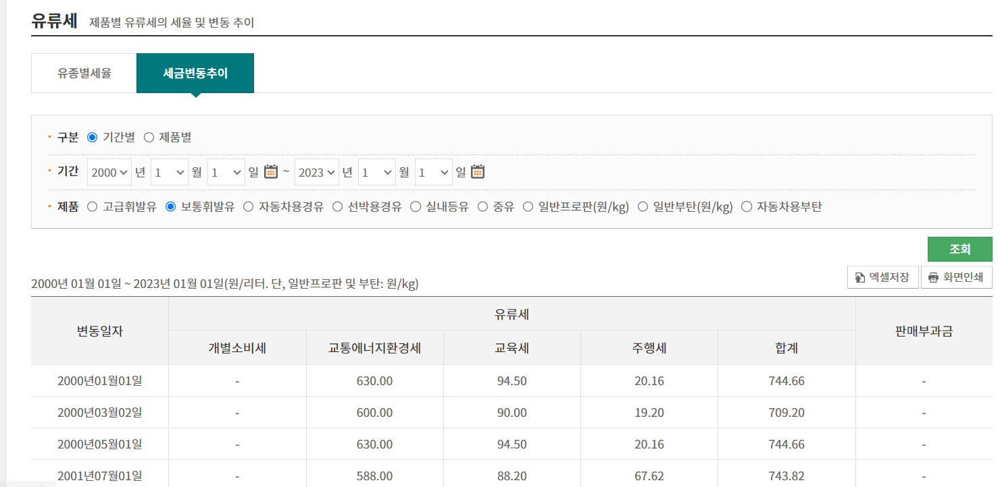 유류세 제품별 유류세의 세율 및 변동 추이
유종별세율 세금변동추이
구분 기간별 제품별
기간 2000 년 1 월 1 일 ~ 2023 년 1 월 1 일
제품 고급휘발유 보통휘발유 자동차용경유 선박용경유 실내등유 중유 일반프로판(원/kg) 일반부탄(원/kg) 자동차용부탄
조회
2000년 01월 01일 ~ 2023년 01월 01일(원/리터. 단, 일반프로판 및 부탄: 원/kg) 엑셀저장 화면인쇄
변동일자 유류세 판매부과금
개별소비세 교통에너지환경세 교육세 주행세 합계
2000년01월01일 - 630.00 94.50 20.16 744.66 -
2000년03월02일 - 600.00 90.00 19.20 709.20 -
2000년05월01일 - 630.00 94.50 20.16 744.66 -
2001년07월01일 - 588.00 88.20 67.62 743.82 -